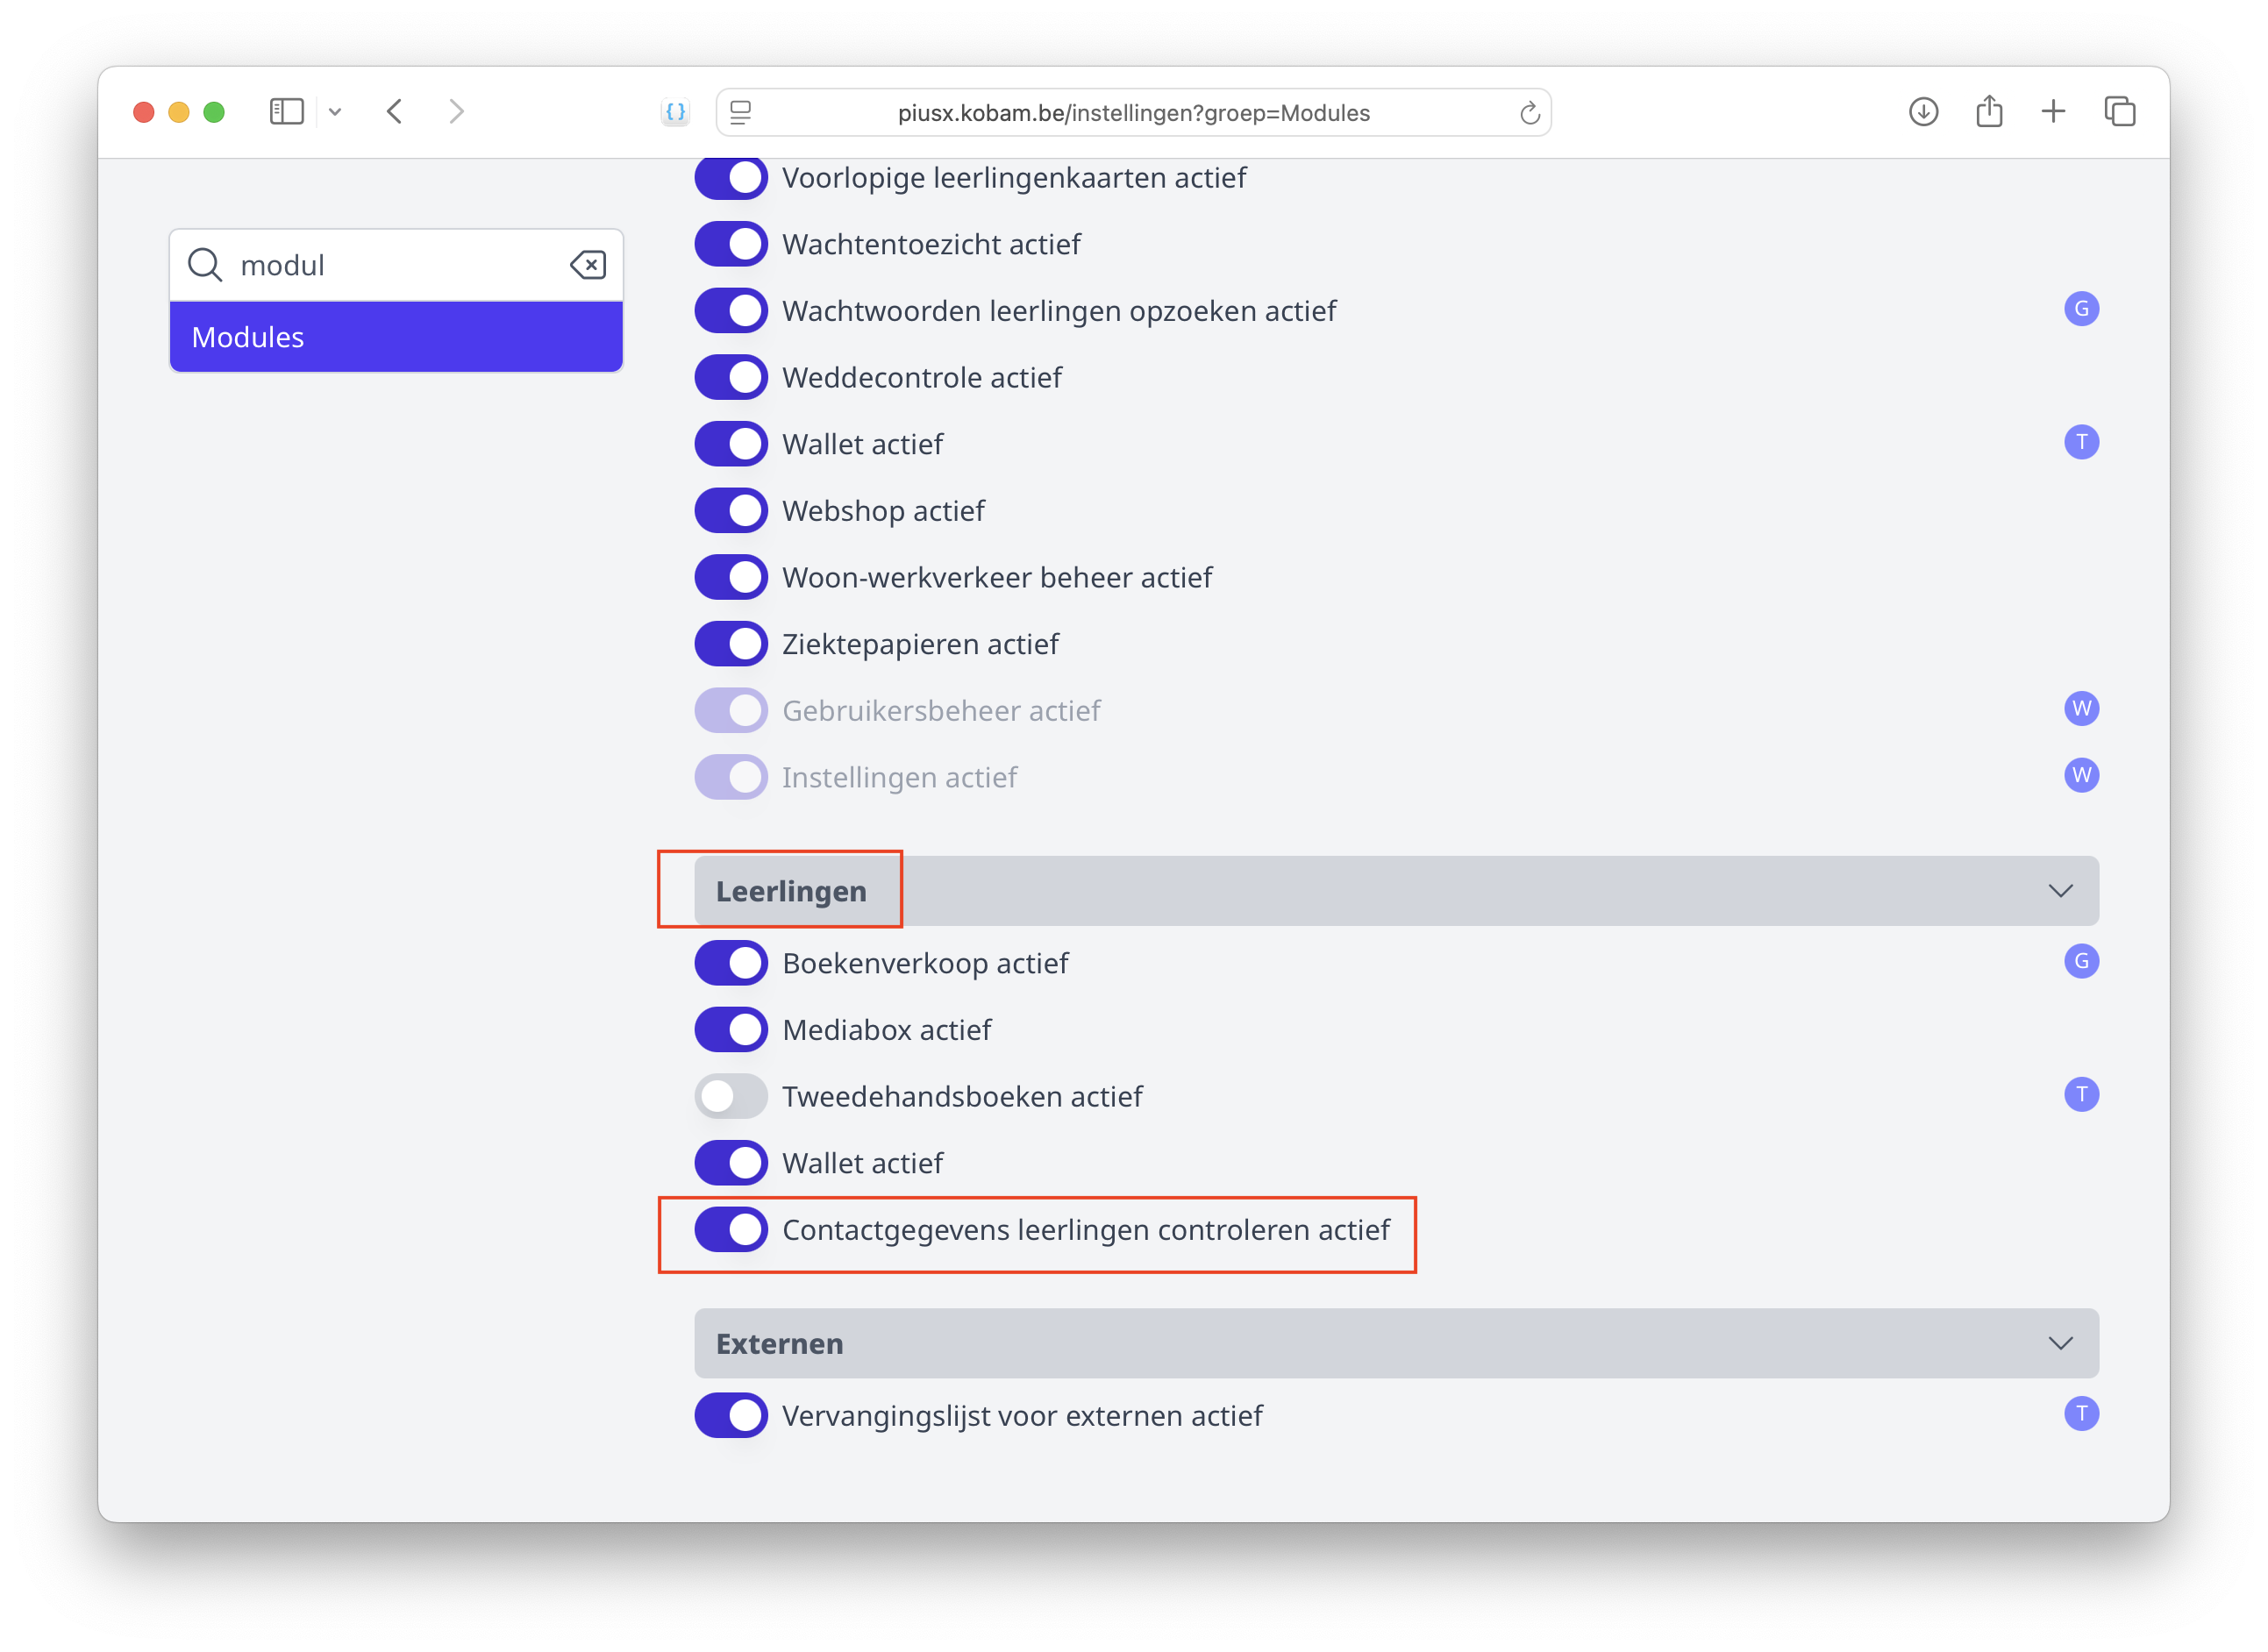 piusx.kobam.be/instellingen?groep=Modules
modul
Modules
Voorlopige leerlingenkaarten actief
Wachtentoezicht actief
Wachtwoorden leerlingen opzoeken actief G
Weddecontrole actief
Wallet actief T
Webshop actief
Woon-werkverkeer beheer actief
Ziektepapieren actief
Gebruikersbeheer actief W
Instellingen actief W
Leerlingen
Boekenverkoop actief G
Mediabox actief
Tweedehandsboeken actief T
Wallet actief
Contactgegevens leerlingen controleren actief
Externen
Vervangingslijst voor externen actief T